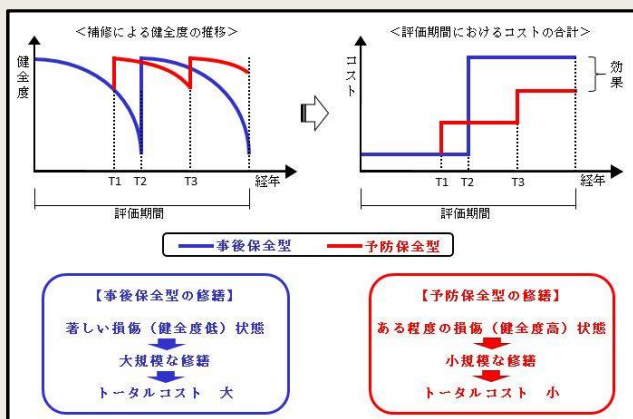 ＜補修による健全度の推移＞
健全度
T1 T2 T3 経年
評価期間
＜評価期間におけるコストの合計＞
コスト
効果
T1 T2 T3 経年
評価期間
事後保全型 予防保全型
【事後保全型の修繕】
著しい損傷（健全度低）状態
大規模な修繕
トータルコスト 大
【予防保全型の修繕】
ある程度の損傷（健全度高）状態
小規模な修繕
トータルコスト 小